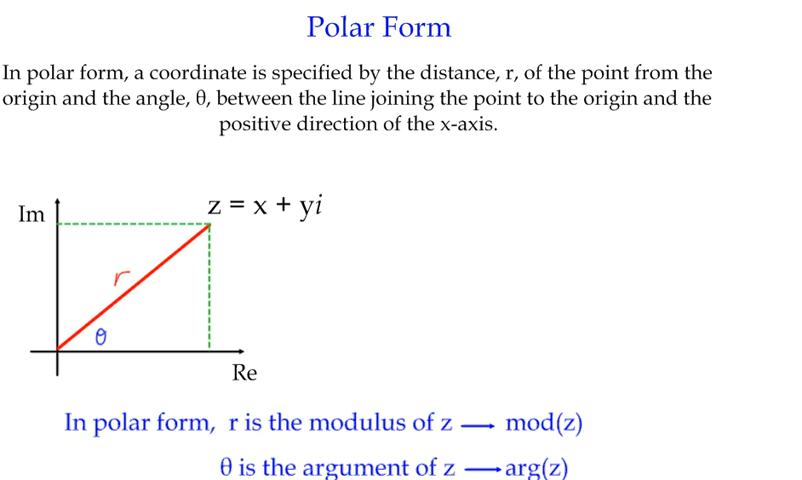 Polar Form
In polar form, a coordinate is specified by the distance, r, of the point from the
origin and the angle, θ, between the line joining the point to the origin and the
positive direction of the x-axis.
Im
z = x + yi
r
θ
Re
In polar form, r is the modulus of z ⟶ mod(z)
θ is the argument of z ⟶ arg(z)